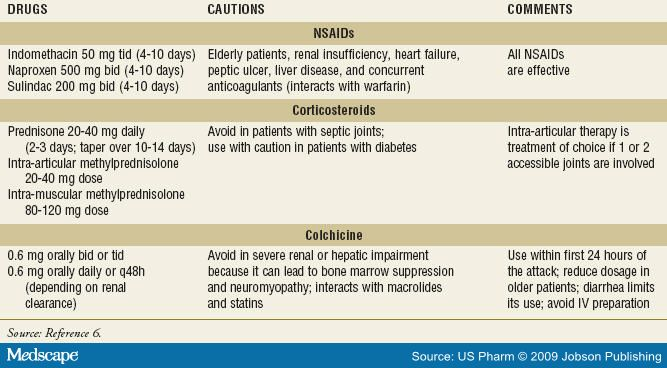 DRUGS CAUTIONS COMMENTS
NSAIDs
Indomethacin 50 mg tid (4-10 days) Elderly patients, renal insufficiency, heart failure, All NSAIDs
Naproxen 500 mg bid (4-10 days) peptic ulcer, liver disease, and concurrent are effective
Sulindac 200 mg bid (4-10 days) anticoagulants (interacts with warfarin)
Corticosteroids
Prednisone 20-40 mg daily Avoid in patients with septic joints; Intra-articular therapy is
(2-3 days; taper over 10-14 days) use with caution in patients with diabetes treatment of choice if 1 or 2
Intra-articular methylprednisolone accessible joints are involved
20-40 mg dose
Intra-muscular methylprednisolone
80-120 mg dose
Colchicine
0.6 mg orally bid or tid Avoid in severe renal or hepatic impairment Use within first 24 hours of
0.6 mg orally daily or q48h because it can lead to bone marrow suppression the attack; reduce dosage in
(depending on renal and neuromyopathy; interacts with macrolides older patients; diarrhea limits
clearance) and statins its use; avoid IV preparation
Source: Reference 6.
Medscape Source: US Pharm © 2009 Jobson Publishing